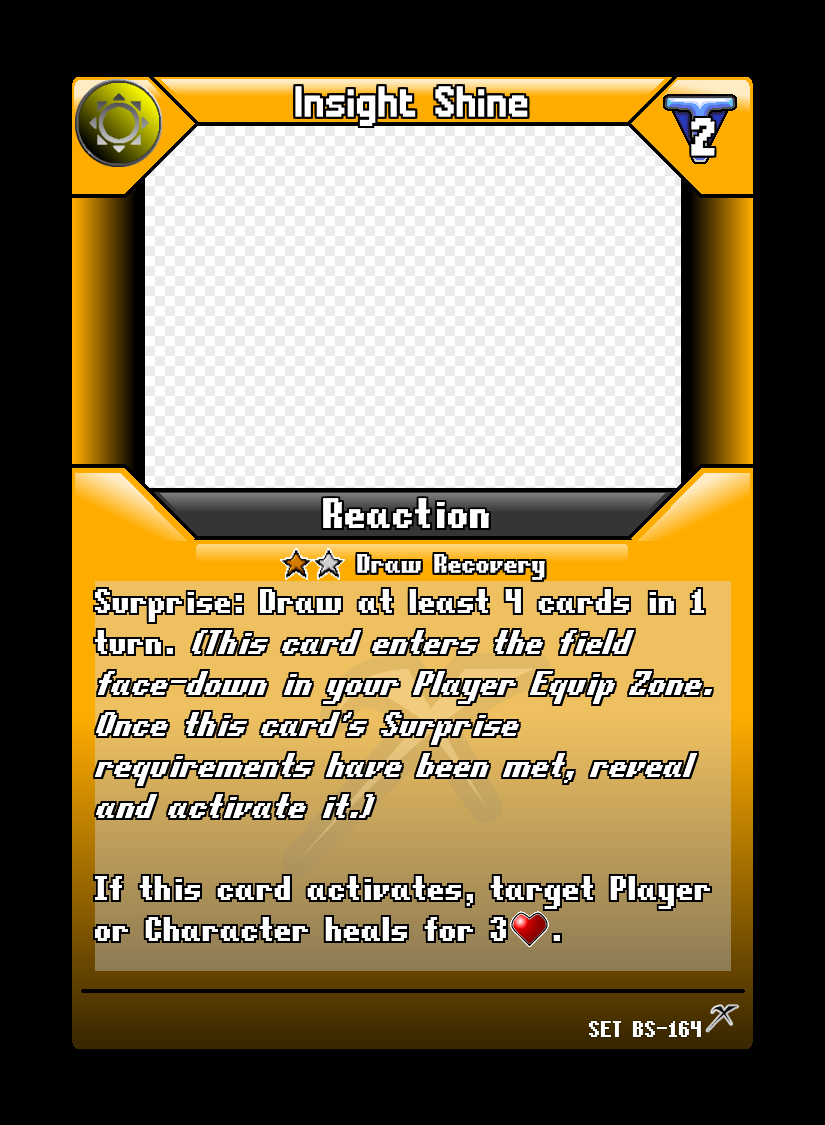 Insight Shine
2
Reaction
Draw Recovery
Surprise: Draw at least 4 cards in 1
turn. (This card enters the field
face-down in your Player Equip Zone.
Once this card's Surprise
requirements have been met, reveal
and activate it.)
If this card activates, target Player
or Character heals for 3❤.
SET BS-164